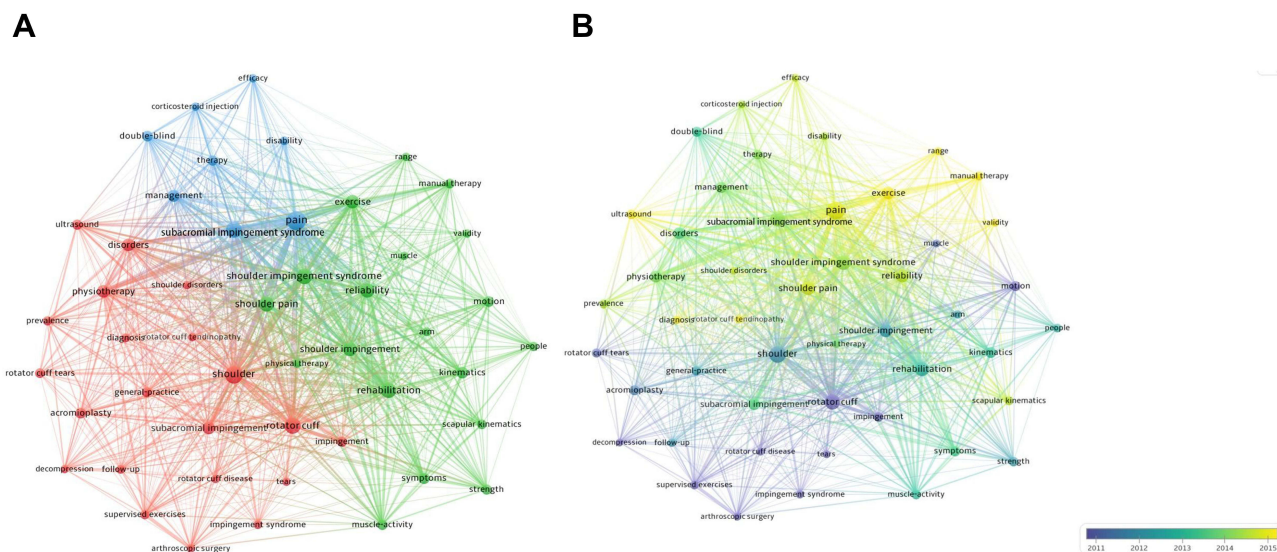 A
B
efficacy
corticosteroid injection
double-blind
disability
therapy
range
manual therapy
management
exercise
pain
ultrasound
subacromial impingement syndrome
validity
disorders
muscle
shoulder impingement syndrome
shoulder disorders
physiotherapy
reliability
shoulder pain
motion
prevalence
arm
diagnosis
rotator cuff tendinopathy
people
shoulder impingement
physical therapy
rotator cuff tears
shoulder
kinematics
general-practice
rehabilitation
acromioplasty
subacromial impingement
rotator cuff
scapular kinematics
impingement
decompression
follow-up
rotator cuff disease
tears
symptoms
strength
supervised exercises
impingement syndrome
muscle-activity
arthroscopic surgery
efficacy
corticosteroid injection
double-blind
disability
therapy
range
manual therapy
management
exercise
pain
ultrasound
subacromial impingement syndrome
validity
disorders
muscle
shoulder impingement syndrome
shoulder disorders
physiotherapy
reliability
shoulder pain
motion
prevalence
arm
diagnosis
rotator cuff tendinopathy
people
shoulder impingement
physical therapy
rotator cuff tears
shoulder
kinematics
general-practice
rehabilitation
acromioplasty
subacromial impingement
rotator cuff
scapular kinematics
impingement
decompression
follow-up
rotator cuff disease
tears
symptoms
strength
supervised exercises
impingement syndrome
muscle-activity
arthroscopic surgery
2011 2012 2013 2014 2015